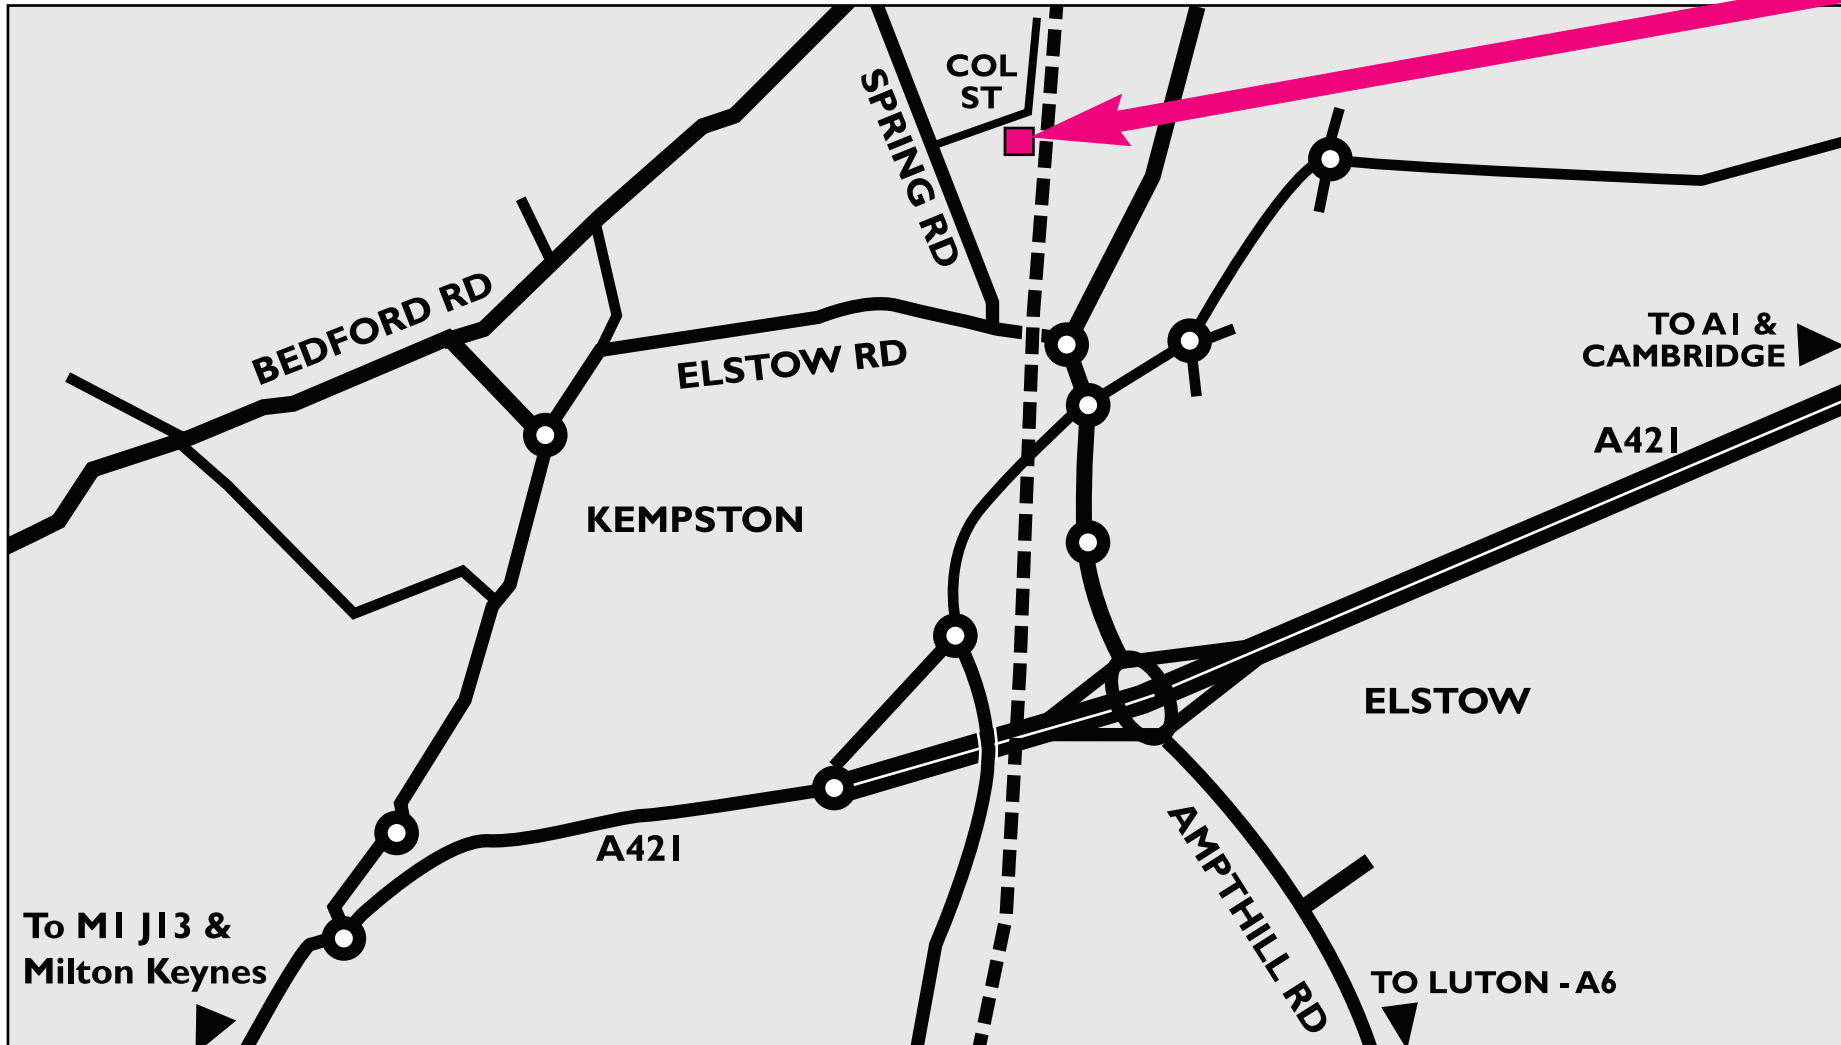 COL
ST
SPRING RD
BEDFORD RD
ELSTOW RD
TO A1 &
CAMBRIDGE
A421
KEMPSTON
ELSTOW
A421
AMPTHILL RD
To M1 J13 &
Milton Keynes
TO LUTON - A6